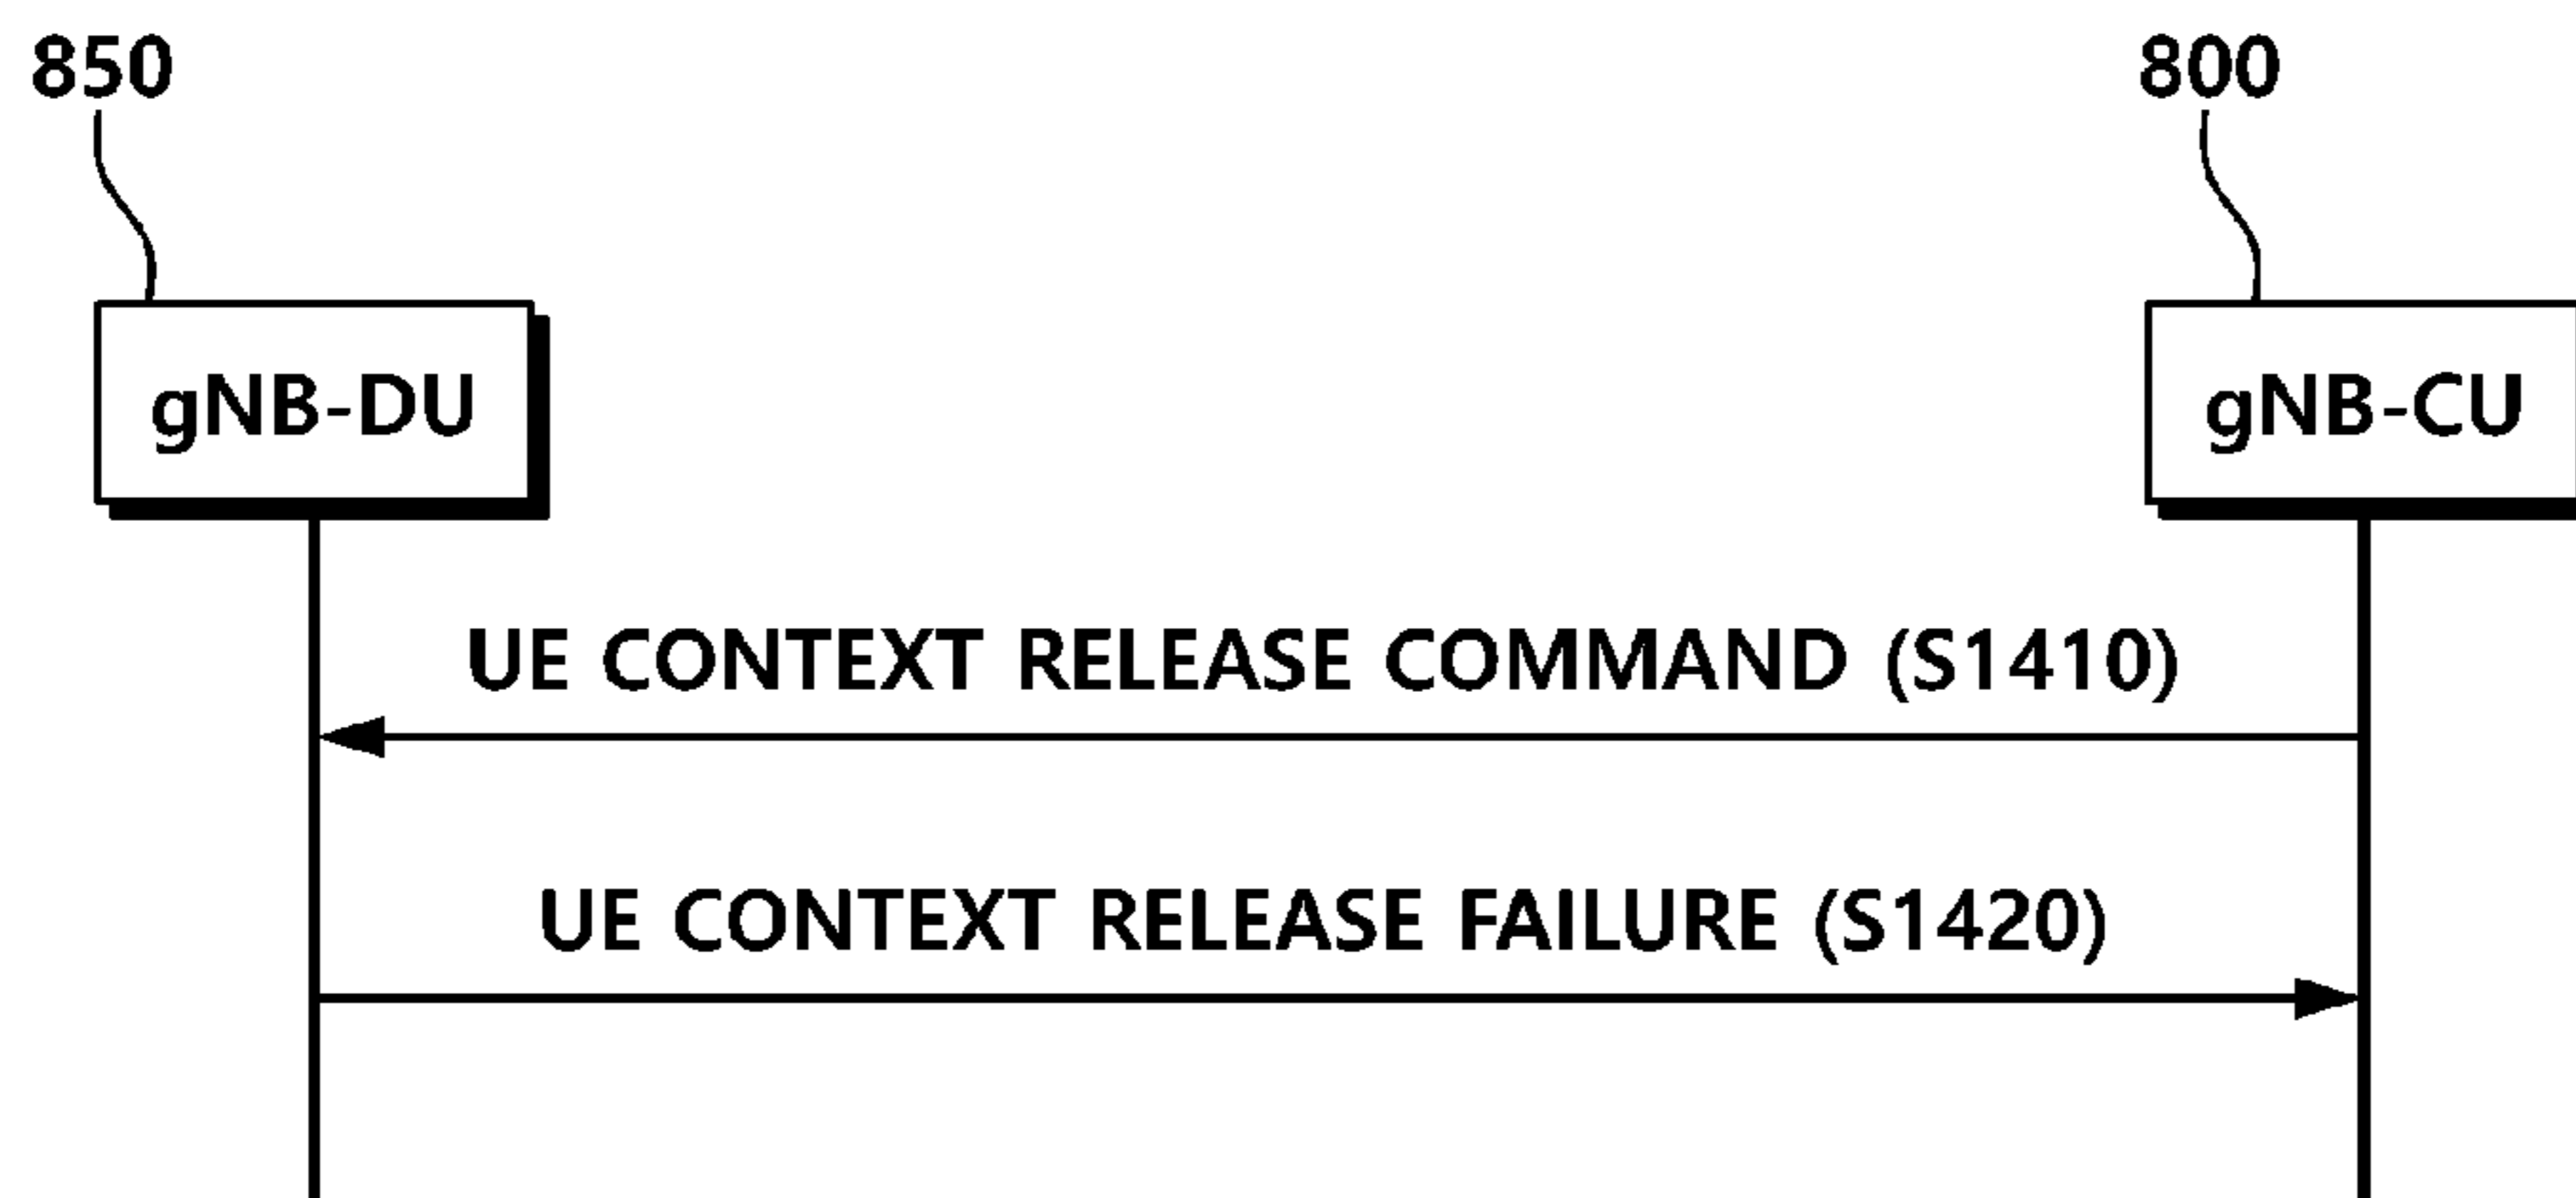 850
800
gNB-DU
gNB-CU
UE CONTEXT RELEASE COMMAND (S1410)
UE CONTEXT RELEASE FAILURE (S1420)